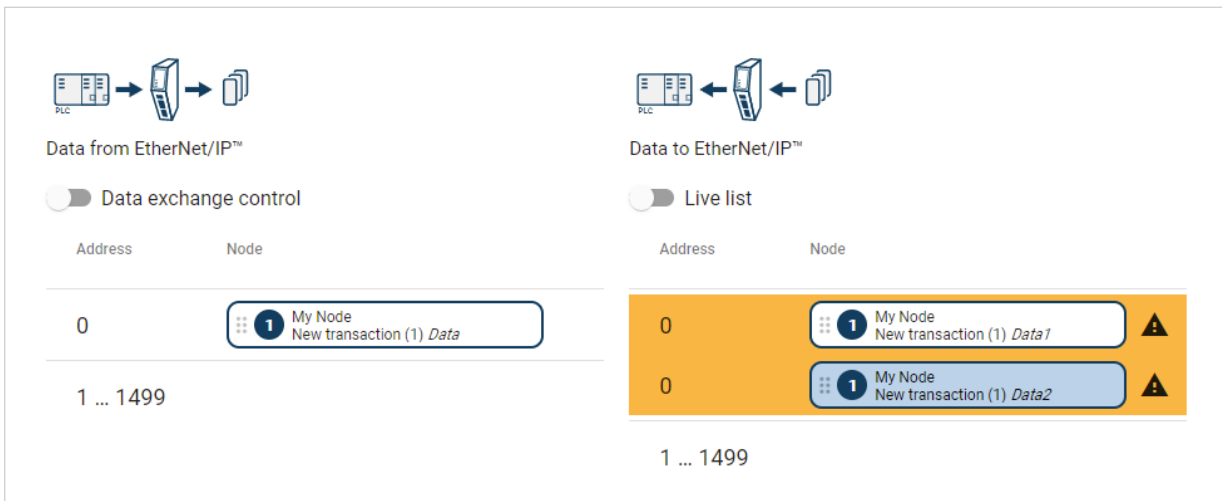 PLC
Data from EtherNet/IP™
Data exchange control
Address Node
0
1
My Node
New transaction (1) Data
1 ... 1499
PLC
Data to EtherNet/IP™
Live list
Address Node
0
1
My Node
New transaction (1) Data1
0
1
My Node
New transaction (1) Data2
1 ... 1499